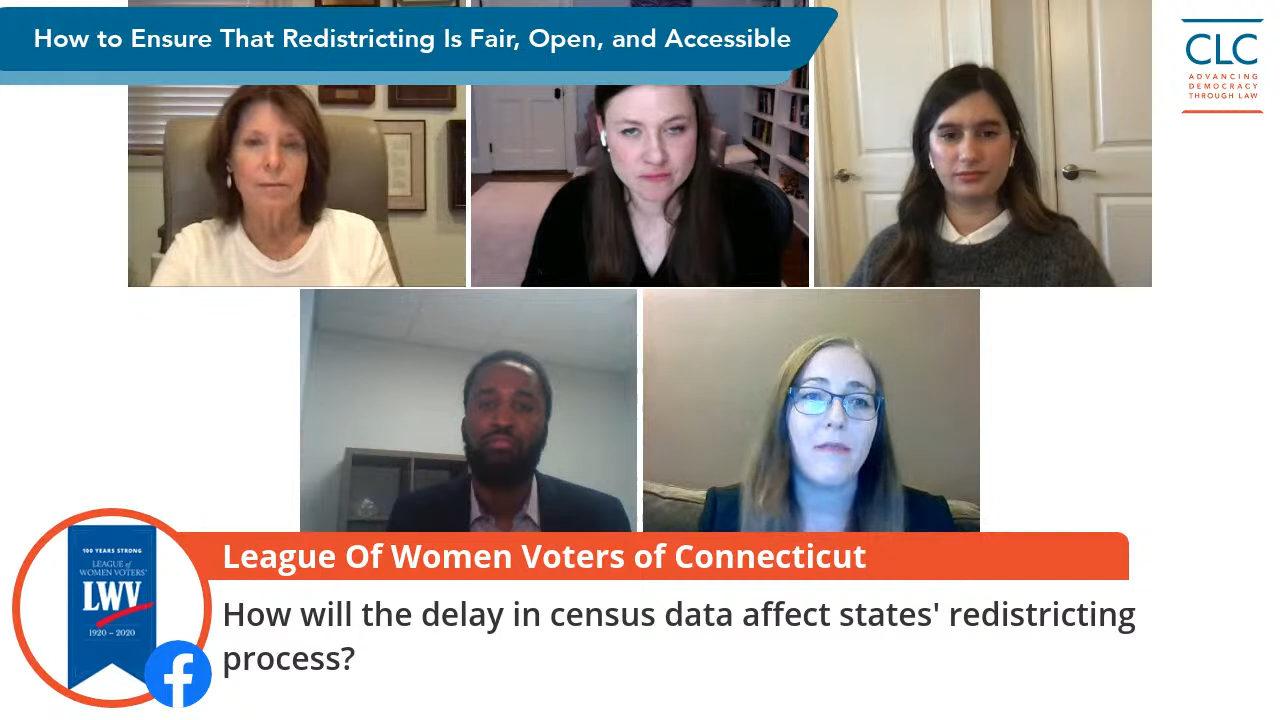 How to Ensure That Redistricting Is Fair, Open, and Accessible
CLC
ADVANCING
DEMOCRACY
THROUGH LAW
100 YEARS STRONG
LEAGUE of
WOMEN VOTERS®
LWV
1920 – 2020
League Of Women Voters of Connecticut
How will the delay in census data affect states' redistricting
process?